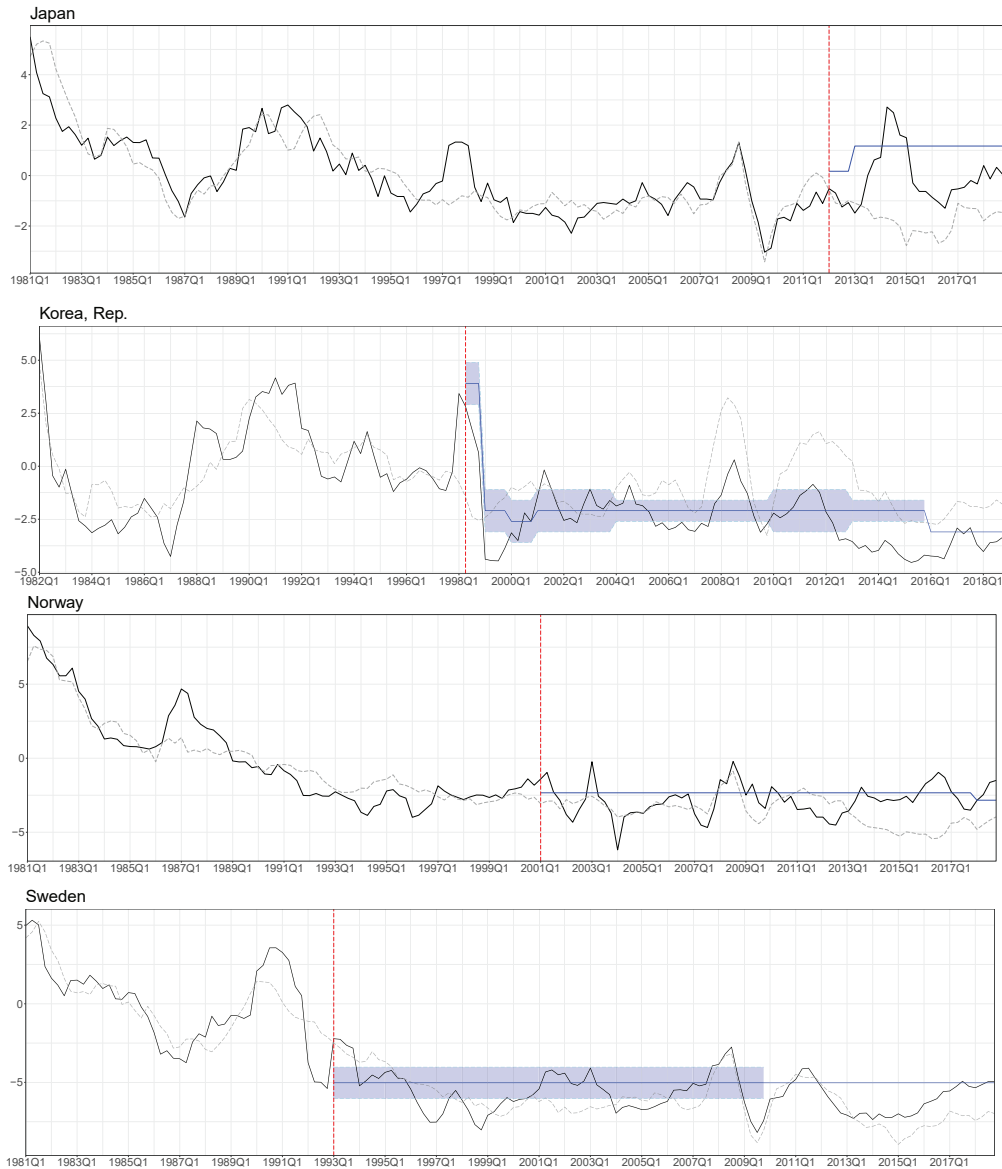 Japan
4
2
0
−2
1981Q1 1983Q1 1985Q1 1987Q1 1989Q1 1991Q1 1993Q1 1995Q1 1997Q1 1999Q1 2001Q1 2003Q1 2005Q1 2007Q1 2009Q1 2011Q1 2013Q1 2015Q1 2017Q1
Korea, Rep.
5.0
2.5
0.0
−2.5
−5.0
1982Q1 1984Q1 1986Q1 1988Q1 1990Q1 1992Q1 1994Q1 1996Q1 1998Q1 2000Q1 2002Q1 2004Q1 2006Q1 2008Q1 2010Q1 2012Q1 2014Q1 2016Q1 2018Q1
Norway
5
0
−5
1981Q1 1983Q1 1985Q1 1987Q1 1989Q1 1991Q1 1993Q1 1995Q1 1997Q1 1999Q1 2001Q1 2003Q1 2005Q1 2007Q1 2009Q1 2011Q1 2013Q1 2015Q1 2017Q1
Sweden
5
0
−5
1981Q1 1983Q1 1985Q1 1987Q1 1989Q1 1991Q1 1993Q1 1995Q1 1997Q1 1999Q1 2001Q1 2003Q1 2005Q1 2007Q1 2009Q1 2011Q1 2013Q1 2015Q1 2017Q1